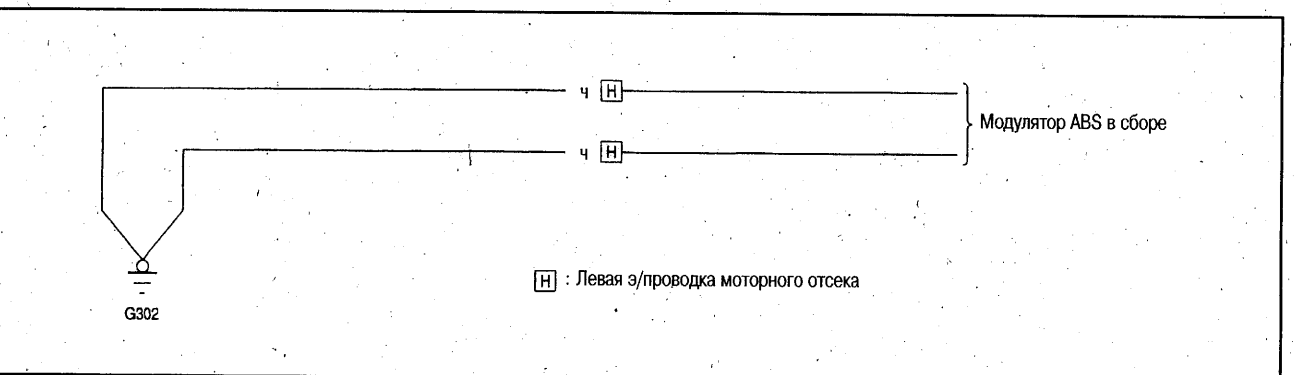 ч H
Модулятор ABS в сборе
ч H
H : Левая э/проводка моторного отсека
G302